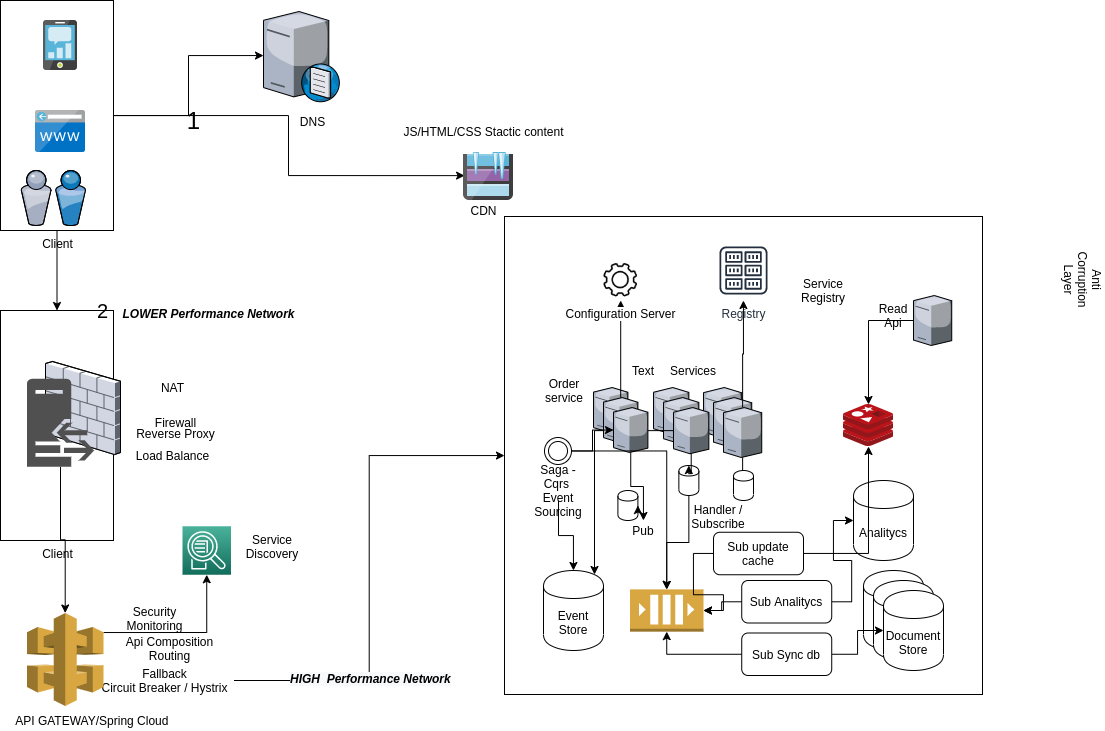 WWW
Client
1
DNS
JS/HTML/CSS Stactic content
CDN
2
LOWER Performance Network
NAT
Firewall
Reverse Proxy
Load Balance
Client
Service
Discovery
Security
Monitoring
Api Composition
Routing
Fallback
Circuit Breaker / Hystrix
API GATEWAY/Spring Cloud
HIGH  Performance Network
Configuration Server
Registry
Service
Registry
Read
Api
Anti
Corruption
Layer
Order
service
Text
Services
Saga -
Cqrs
Event
Sourcing
Pub
Handler /
Subscribe
Event
Store
Sub update
cache
Sub Analitycs
Sub Sync db
Analitycs
Document
Store